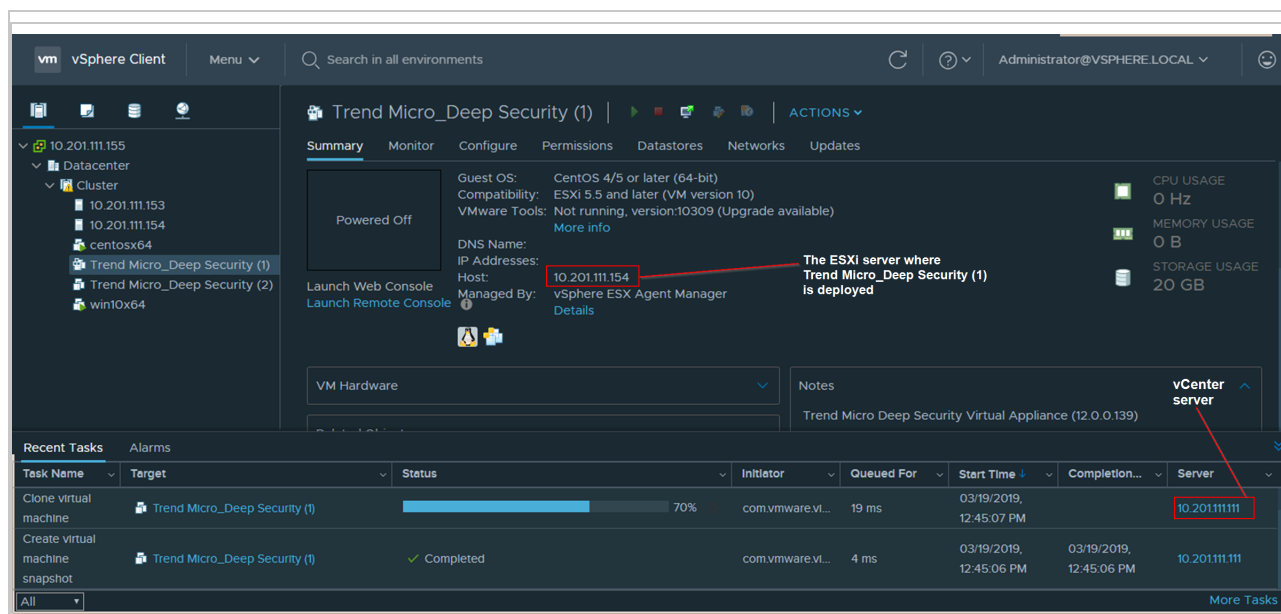 vm vSphere Client Menu Search in all environments Administrator@VSPHERE.LOCAL
Trend Micro_Deep Security (1) ACTIONS
Summary Monitor Configure Permissions Datastores Networks Updates
10.201.111.155
Datacenter
Cluster
10.201.111.153
10.201.111.154
centosx64
Trend Micro_Deep Security (1)
Trend Micro_Deep Security (2)
win10x64
Powered Off
Launch Web Console
Launch Remote Console
Guest OS: CentOS 4/5 or later (64-bit)
Compatibility: ESXi 5.5 and later (VM version 10)
VMware Tools: Not running, version:10309 (Upgrade available)
More info
DNS Name:
IP Addresses:
Host: 10.201.111.154
Managed By: vSphere ESX Agent Manager
Details
The ESXi server where
Trend Micro_Deep Security (1)
is deployed
CPU USAGE
0 Hz
MEMORY USAGE
0 B
STORAGE USAGE
20 GB
VM Hardware
Notes
Trend Micro Deep Security Virtual Appliance (12.0.0.139)
vCenter
server
Recent Tasks Alarms
Task Name Target Status Initiator Queued For Start Time Completion... Server
Clone virtual
machine
Trend Micro_Deep Security (1) 70% com.vmware.vi... 19 ms
03/19/2019,
12:45:07 PM
10.201.111.111
Create virtual
machine
snapshot
Trend Micro_Deep Security (1) Completed com.vmware.vi... 4 ms
03/19/2019,
12:45:06 PM
03/19/2019,
12:45:06 PM
10.201.111.111
All More Tasks